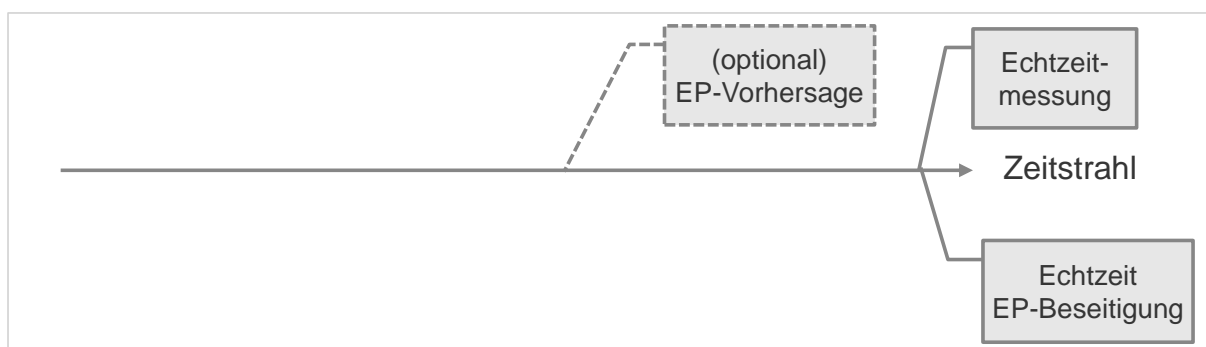 (optional)
EP-Vorhersage
Echtzeit-
messung
Zeitstrahl
Echtzeit
EP-Beseitigung